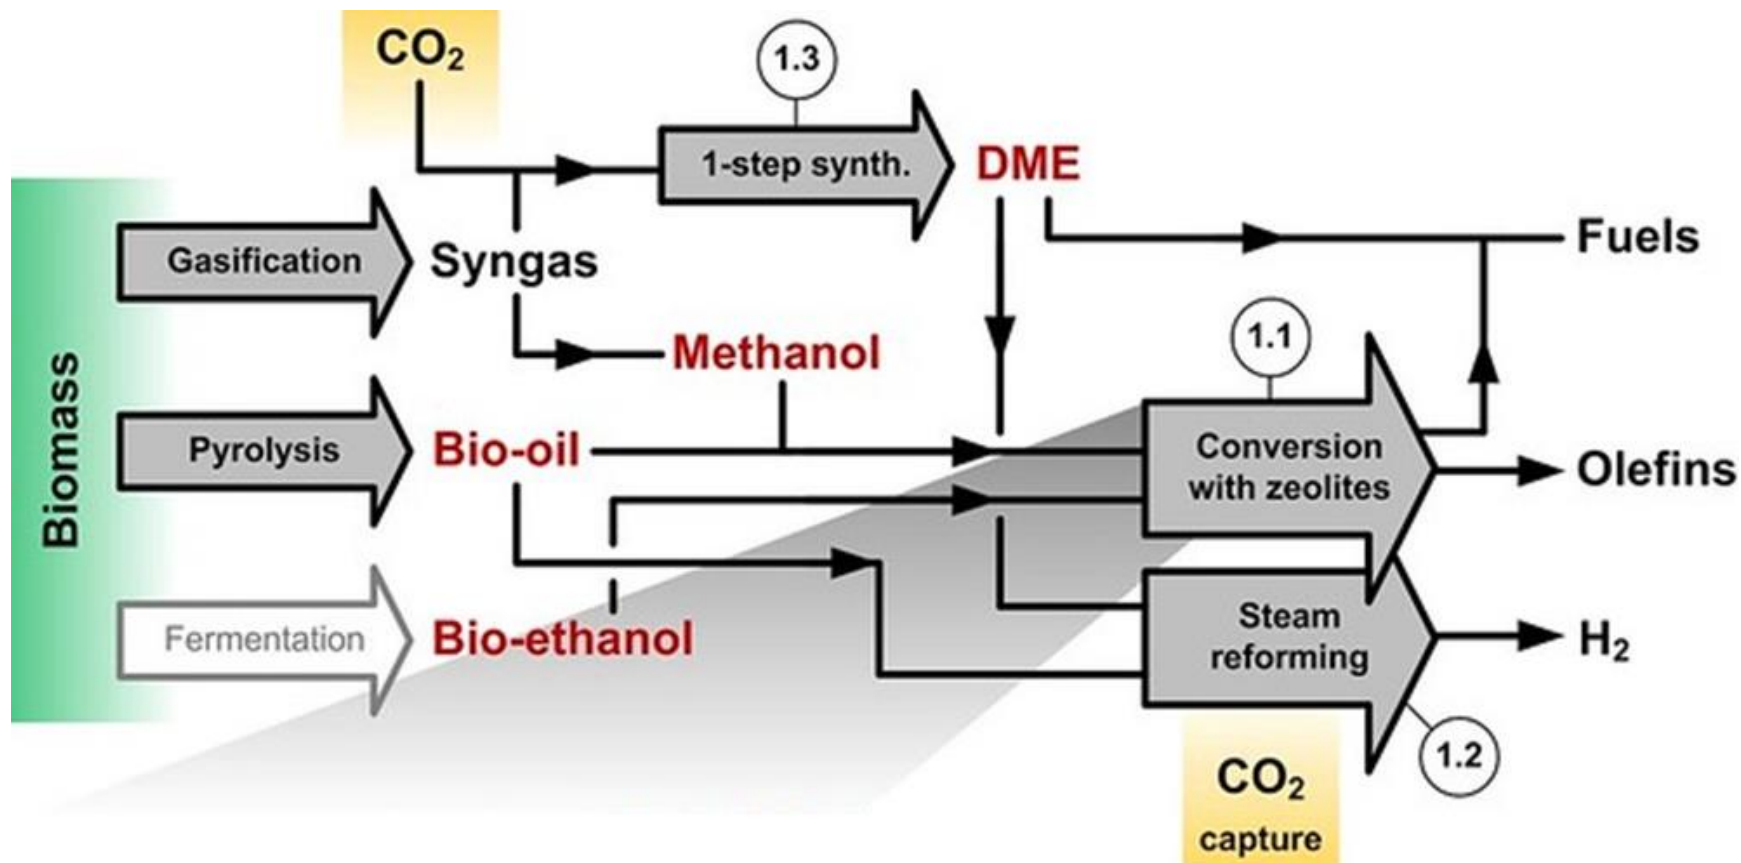 CO₂
1.3
1-step synth.
DME
Gasification
Syngas
Fuels
Methanol
1.1
Biomass
Pyrolysis
Bio-oil
Conversion
with zeolites
Olefins
Fermentation
Bio-ethanol
Steam
reforming
H₂
1.2
CO₂
capture